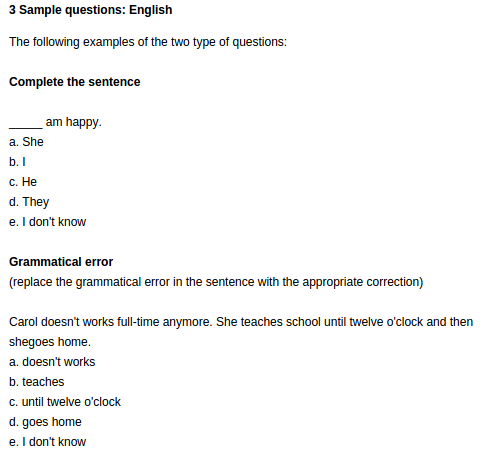 3 Sample questions: English
The following examples of the two type of questions:
Complete the sentence
_____ am happy.
a. She
b. I
c. He
d. They
e. I don't know
Grammatical error
(replace the grammatical error in the sentence with the appropriate correction)
Carol doesn't works full-time anymore. She teaches school until twelve o'clock and then
shegoes home.
a. doesn't works
b. teaches
c. until twelve o'clock
d. goes home
e. I don't know